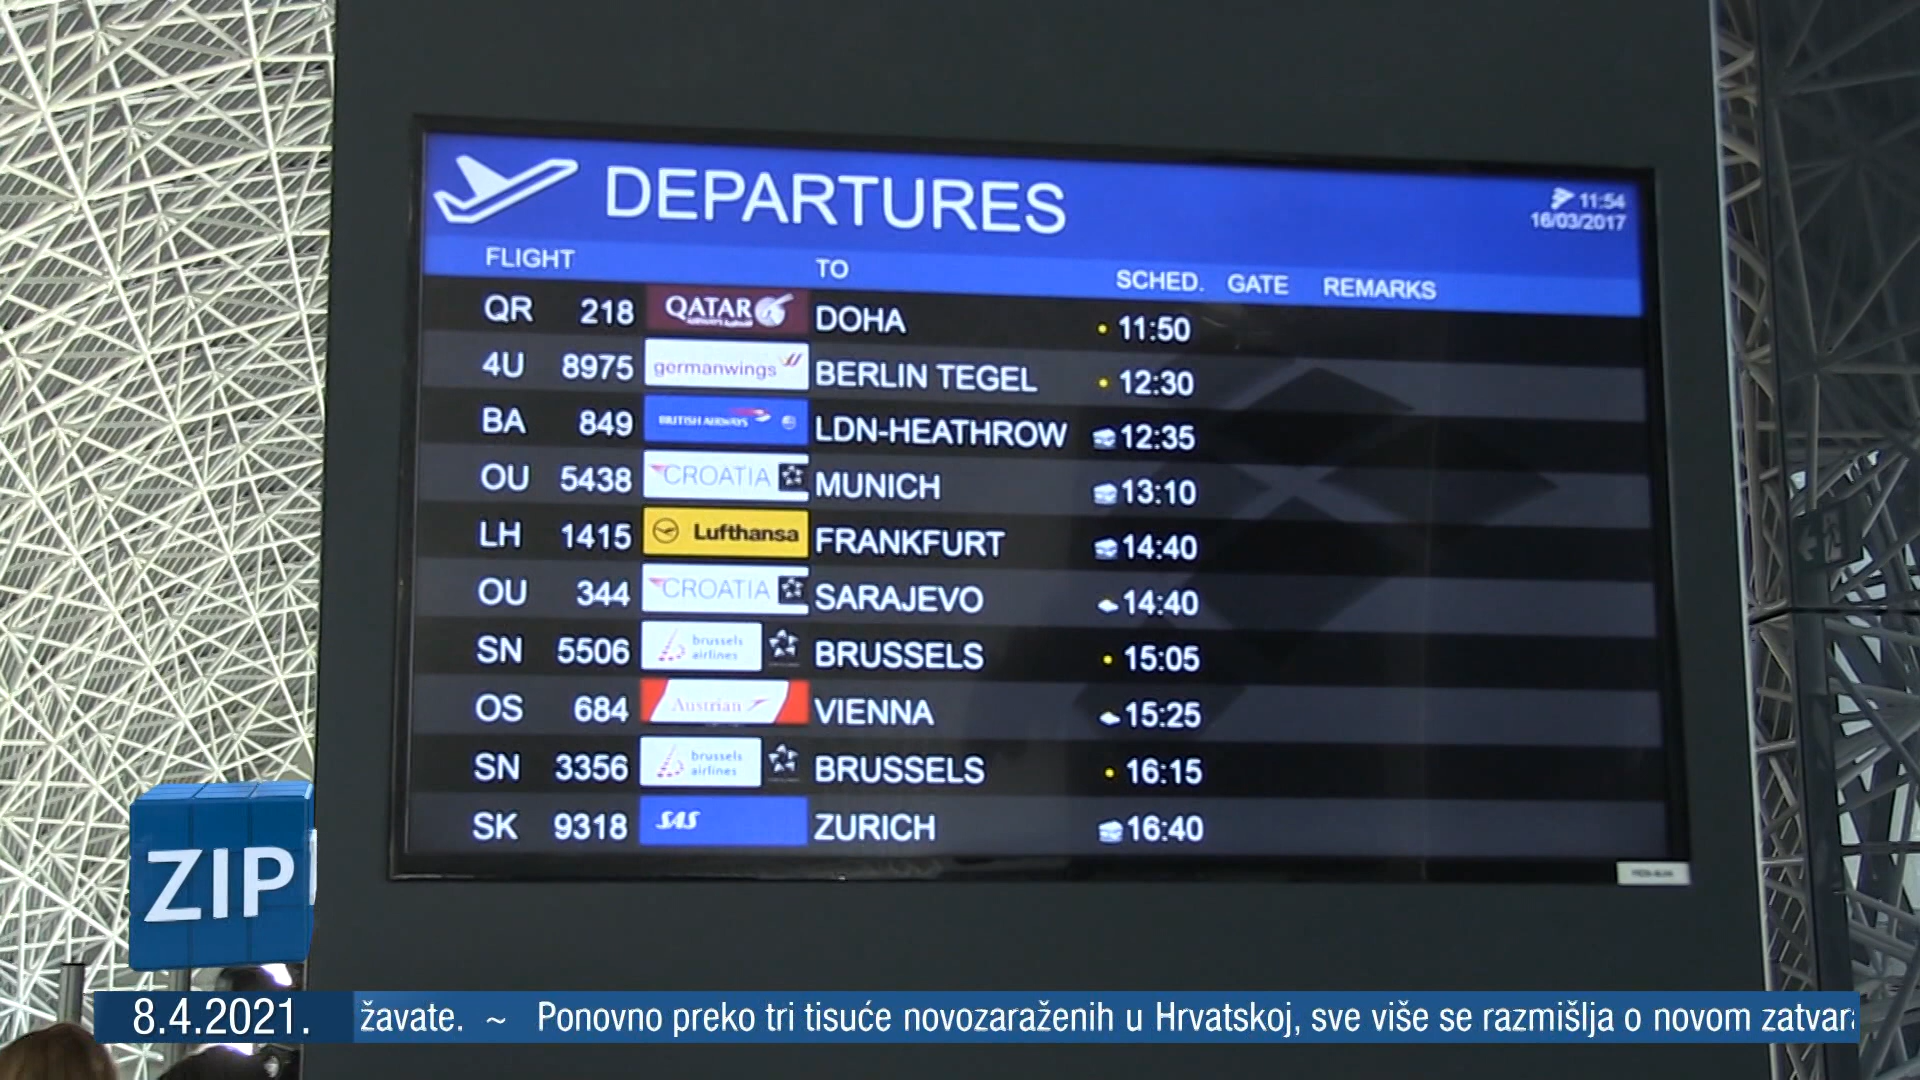 DEPARTURES
11:54
16/03/2017
FLIGHT TO SCHED. GATE REMARKS
QR 218 QATAR AIRWAYS DOHA 11:50
4U 8975 germanwings BERLIN TEGEL 12:30
BA 849 BRITISH AIRWAYS LDN-HEATHROW 12:35
OU 5438 CROATIA MUNICH 13:10
LH 1415 Lufthansa FRANKFURT 14:40
OU 344 CROATIA SARAJEVO 14:40
SN 5506 brussels airlines BRUSSELS 15:05
OS 684 Austrian VIENNA 15:25
SN 3356 brussels airlines BRUSSELS 16:15
SK 9318 SAS ZURICH 16:40
ZIP
8.4.2021. žavate. ~ Ponovno preko tri tisuće novozaraženih u Hrvatskoj, sve više se razmišlja o novom zatvara